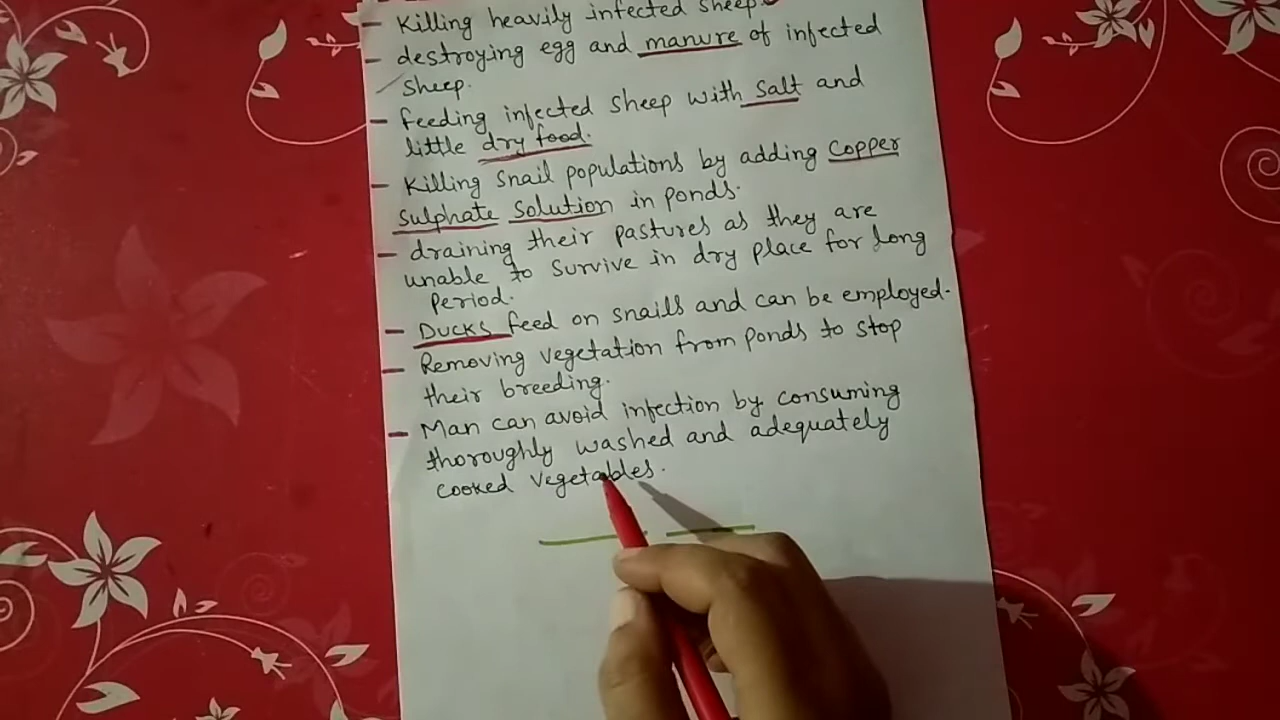 - Killing heavily infected sheep.
- destroying egg and manure of infected
sheep.
- feeding infected sheep with salt and
little dry food.
- Killing snail populations by adding copper
sulphate solution in ponds.
- draining their pastures as they are
unable to survive in dry place for long
period.
- Ducks feed on snails and can be employed.
- Removing vegetation from ponds to stop
their breeding.
- Man can avoid infection by consuming
thoroughly washed and adequately
cooked vegetables.